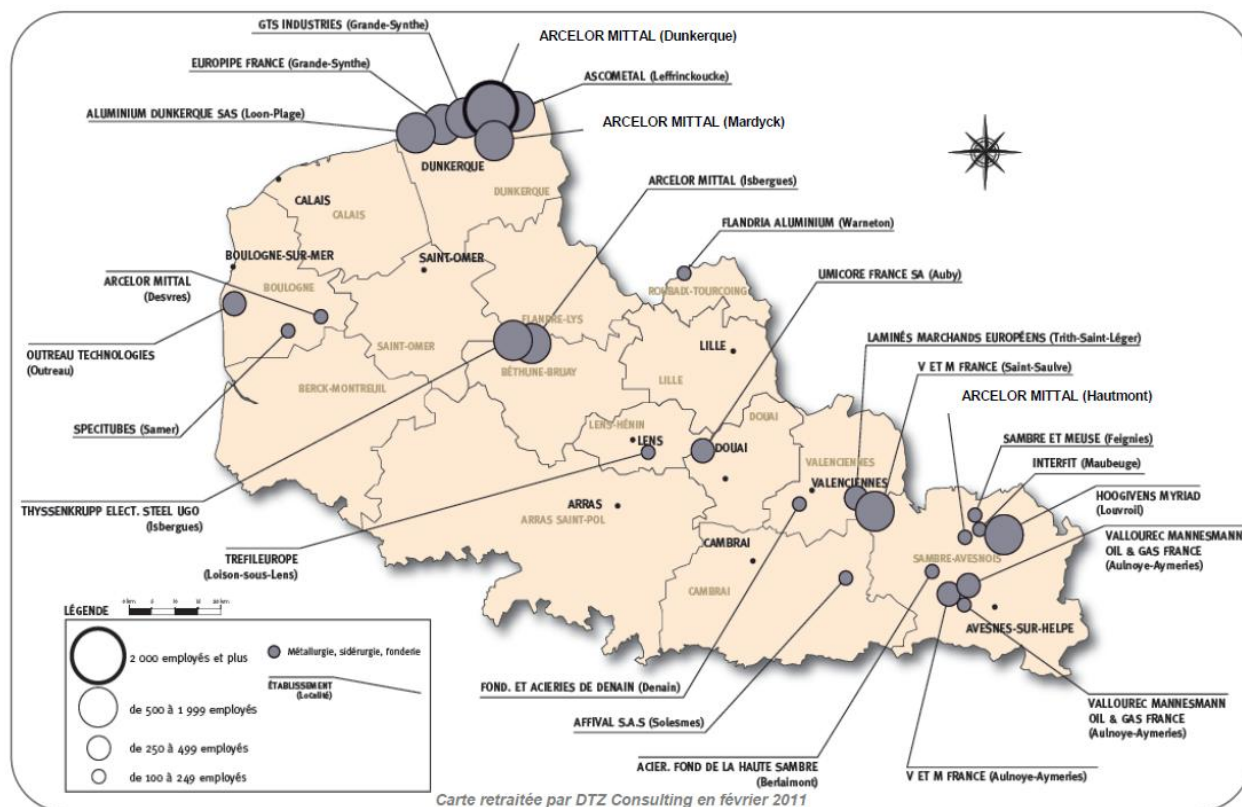 GTS INDUSTRIES (Grande-Synthe)
ARCELOR MITTAL (Dunkerque)
EUROPIPE FRANCE (Grande-Synthe)
ASCOMETAL (Leffrinckoucke)
ALUMINIUM DUNKERQUE SAS (Loon-Plage)
ARCELOR MITTAL (Mardyck)
DUNKERQUE
DUNKERQUE
ARCELOR MITTAL (Isbergues)
CALAIS
CALAIS
FLANDRIA ALUMINIUM (Warneton)
BOULOGNE-SUR-MER
SAINT-OMER
UMICORE FRANCE SA (Auby)
ARCELOR MITTAL
(Desvres)
BOULOGNE
ROUBAIX-TOURCOING
FLANDRE-LYS
LAMINÉS MARCHANDS EUROPÉENS (Trith-Saint-Léger)
OUTREAU TECHNOLOGIES
(Outreau)
SAINT-OMER
LILLE
V ET M FRANCE (Saint-Saulve)
BERCK-MONTREUIL
BÉTHUNE-BRUAY
LILLE
ARCELOR MITTAL (Hautmont)
SPECITUBES (Samer)
LENS-HÉNIN
DOUAI
SAMBRE ET MEUSE (Feignies)
LENS
DOUAI
VALENCIENNES
INTERFIT (Maubeuge)
VALENCIENNES
HOOGIVENS MYRIAD
(Louvroil)
THYSSENKRUPP ELECT. STEEL UGO
(Isbergues)
ARRAS
ARRAS SAINT-POL
VALLOUREC MANNESMANN
OIL & GAS FRANCE
(Aulnoye-Aymeries)
TREFILEUROPE
(Loison-sous-Lens)
CAMBRAI
SAMBRE-AVESNOIS
CAMBRAI
LÉGENDE
AVESNES-SUR-HELPE
2 000 employés et plus
Métallurgie, sidérurgie, fonderie
ÉTABLISSEMENT
(Localité)
de 500 à 1 999 employés
FOND. ET ACIERIES DE DENAIN (Denain)
AFFIVAL S.A.S (Solesmes)
VALLOUREC MANNESMANN
OIL & GAS FRANCE
(Aulnoye-Aymeries)
de 250 à 499 employés
ACIER. FOND DE LA HAUTE SAMBRE
(Berlaimont)
V ET M FRANCE (Aulnoye-Aymeries)
de 100 à 249 employés
Carte retraitée par DTZ Consulting en février 2011